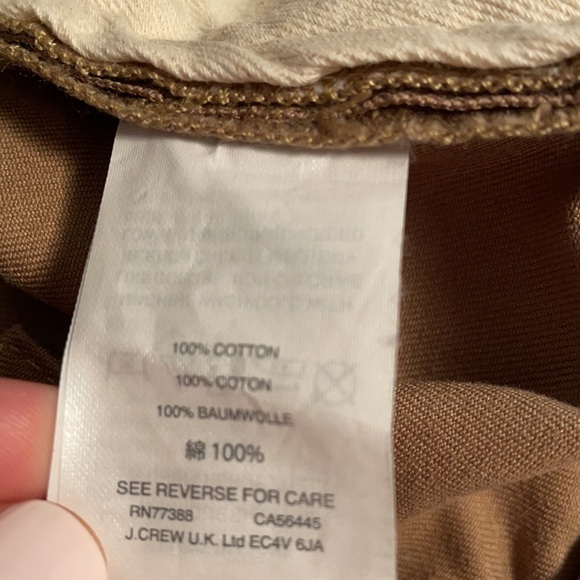 100% COTTON
100% COTON
100% BAUMWOLLE
綿 100%
SEE REVERSE FOR CARE
RN77388 CA56445
J.CREW U.K. Ltd EC4V 6JA